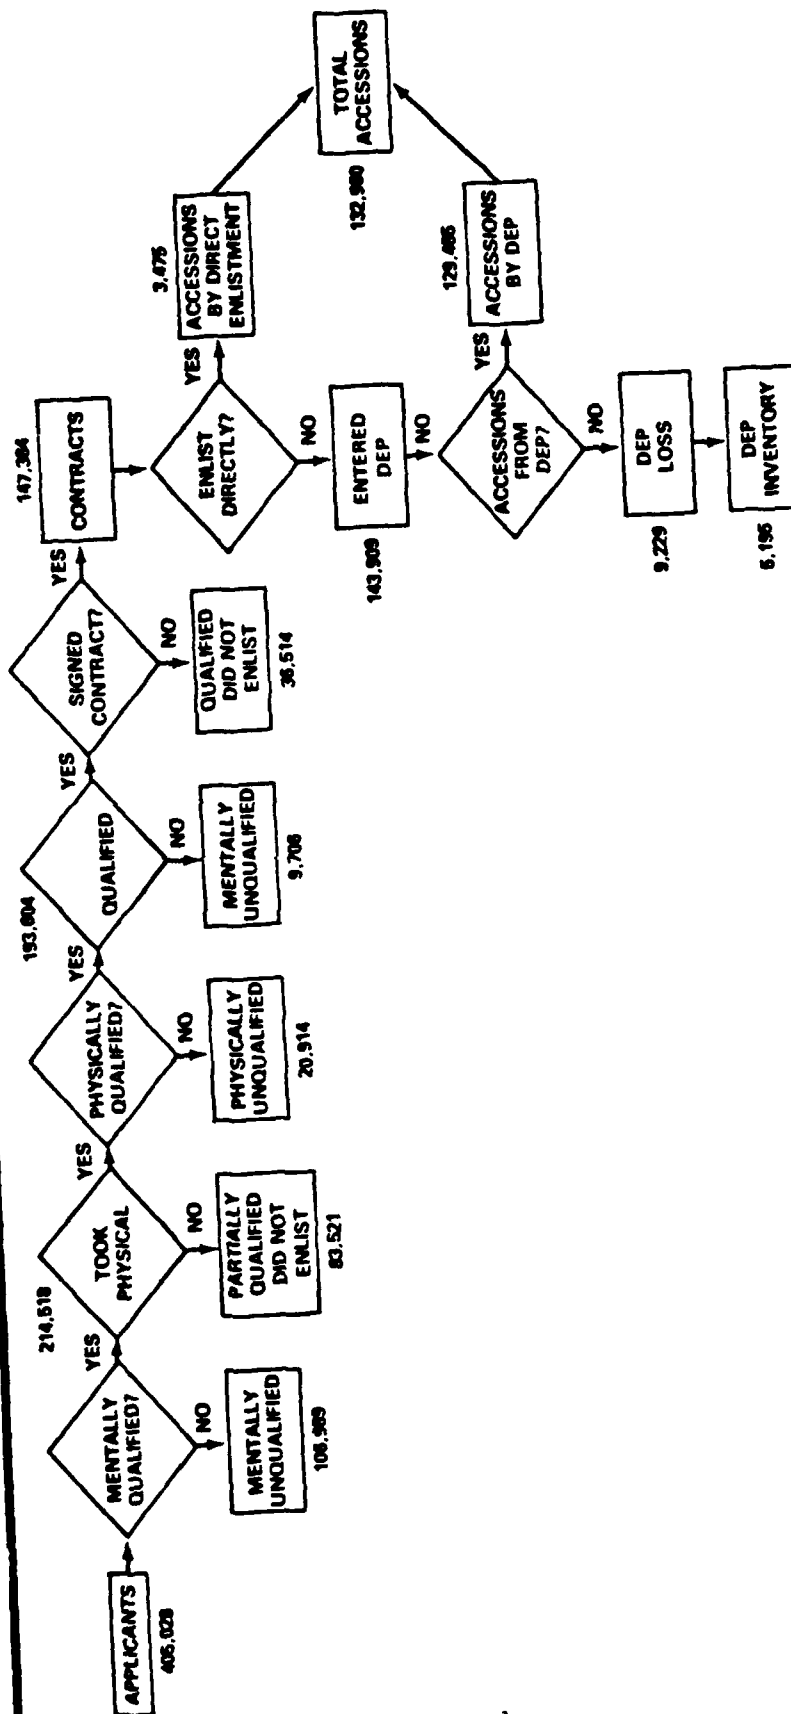 APPLICANTS
405,028
MENTALLY
QUALIFIED?
YES
NO
MENTALLY
UNQUALIFIED
106,989
214,518
TOOK
PHYSICAL
YES
NO
PARTIALLY
QUALIFIED
DID NOT
ENLIST
83,521
PHYSICALLY
QUALIFIED?
YES
NO
PHYSICALLY
UNQUALIFIED
20,914
193,604
QUALIFIED
YES
NO
MENTALLY
UNQUALIFIED
9,706
SIGNED
CONTRACT?
YES
NO
QUALIFIED
DID NOT
ENLIST
36,514
147,384
CONTRACTS
ENLIST
DIRECTLY?
YES
NO
3,475
ACCESSIONS
BY DIRECT
ENLISTMENT
ENTERED
DEP
143,909
NO
ACCESSIONS
FROM
DEP?
YES
NO
129,485
ACCESSIONS
BY DEP
DEP
LOSS
9,229
DEP
INVENTORY
5,195
TOTAL
ACCESSIONS
132,960